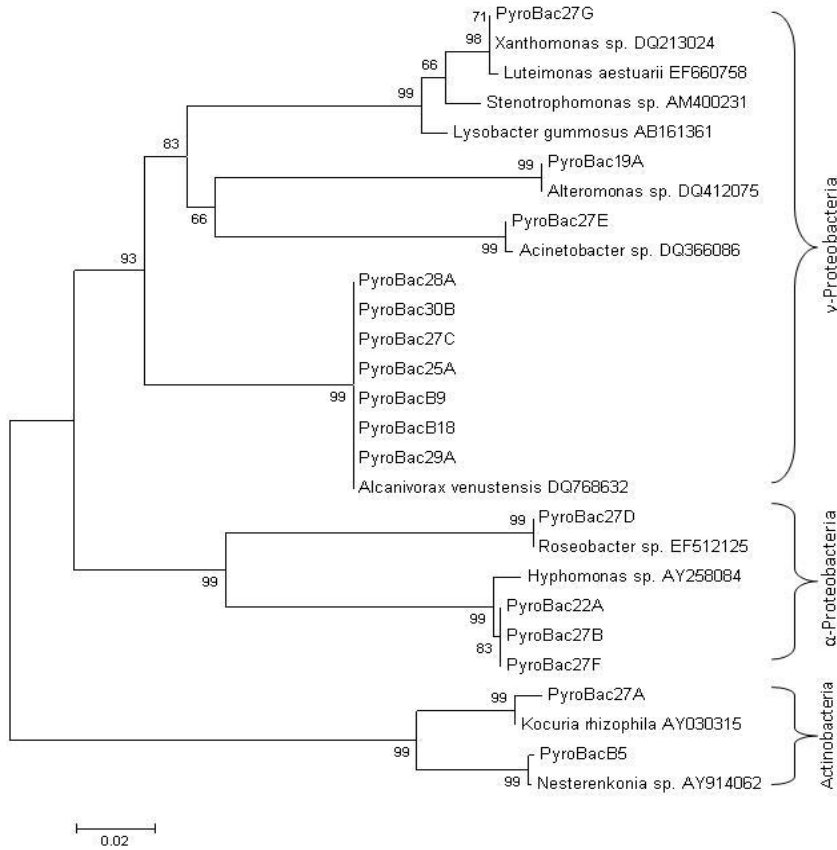 71 PyroBac27G
98 Xanthomonas sp. DQ213024
66 Luteimonas aestuarii EF660758
99 Stenotrophomonas sp. AM400231
Lysobacter gummosus AB161361
83
99 PyroBac19A
Alteromonas sp. DQ412075
66 PyroBac27E
99 Acinetobacter sp. DQ366086
93
PyroBac28A
PyroBac30B
PyroBac27C
PyroBac25A
99 PyroBacB9
PyroBacB18
PyroBac29A
Alcanivorax venustensis DQ768632
γ-Proteobacteria
99 PyroBac27D
Roseobacter sp. EF512125
99
Hyphomonas sp. AY258084
99 PyroBac22A
PyroBac27B
83
PyroBac27F
α-Proteobacteria
99 PyroBac27A
Kocuria rhizophila AY030315
99
PyroBacB5
99 Nesterenkonia sp. AY914062
Actinobacteria
0.02